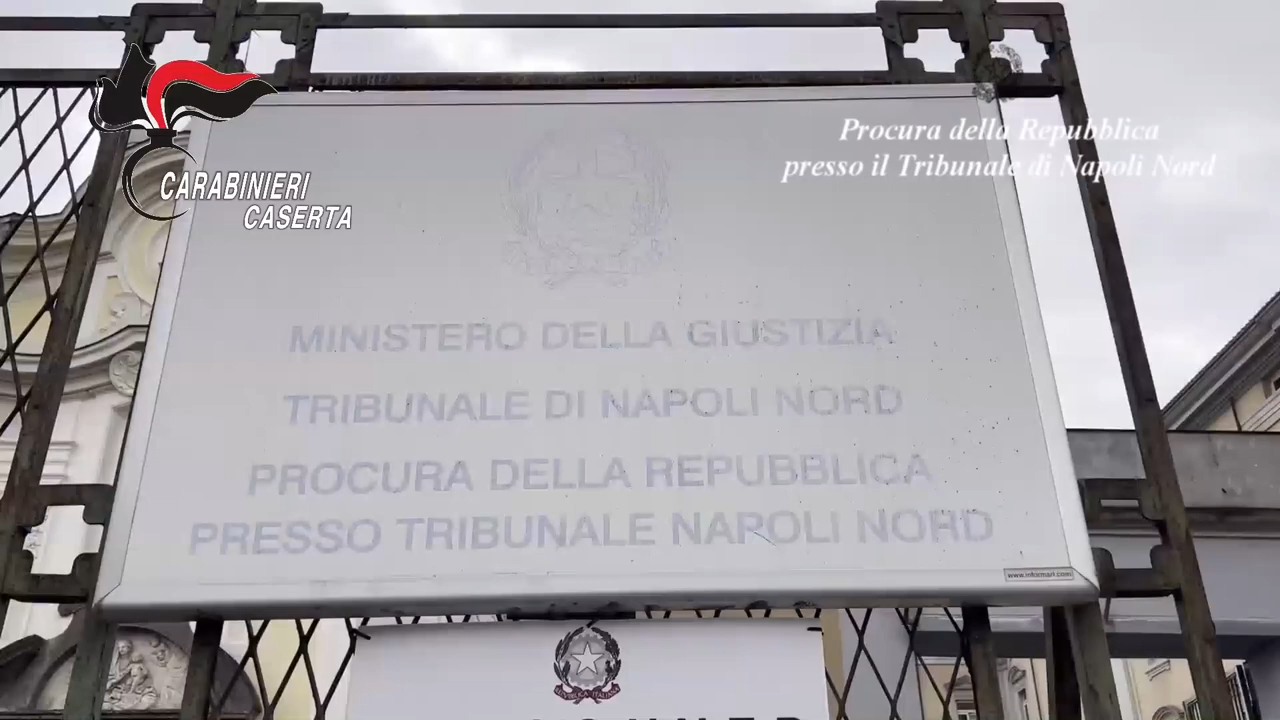 CARABINIERI
CASERTA
Procura della Repubblica
presso il Tribunale di Napoli Nord
MINISTERO DELLA GIUSTIZIA
TRIBUNALE DI NAPOLI NORD
PROCURA DELLA REPUBBLICA
PRESSO TRIBUNALE NAPOLI NORD